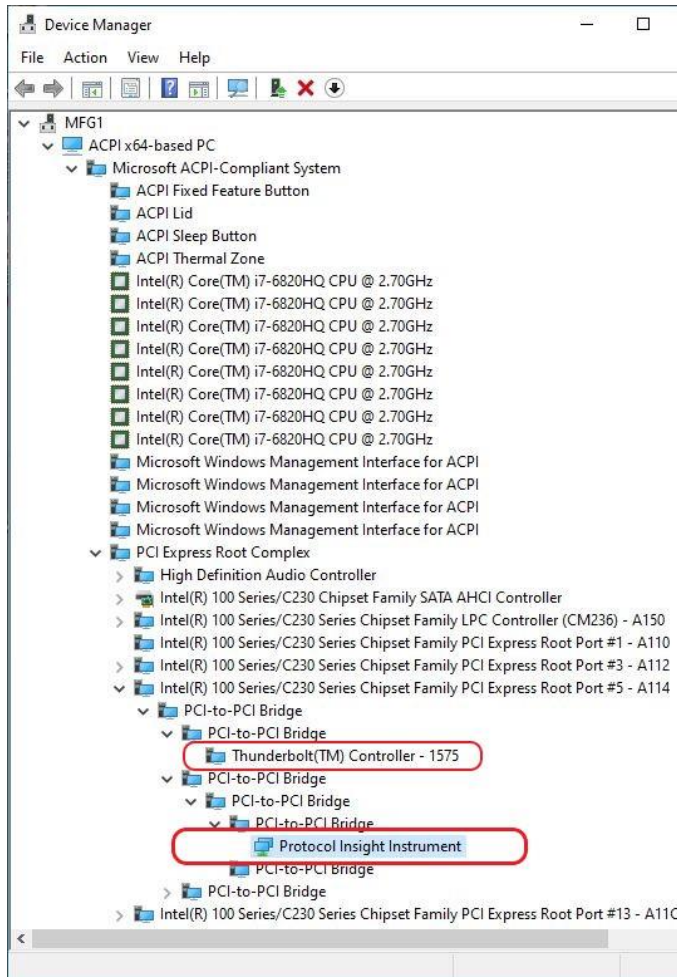 Device Manager
File Action View Help
MFG1
ACPI x64-based PC
Microsoft ACPI-Compliant System
ACPI Fixed Feature Button
ACPI Lid
ACPI Sleep Button
ACPI Thermal Zone
Intel(R) Core(TM) i7-6820HQ CPU @ 2.70GHz
Intel(R) Core(TM) i7-6820HQ CPU @ 2.70GHz
Intel(R) Core(TM) i7-6820HQ CPU @ 2.70GHz
Intel(R) Core(TM) i7-6820HQ CPU @ 2.70GHz
Intel(R) Core(TM) i7-6820HQ CPU @ 2.70GHz
Intel(R) Core(TM) i7-6820HQ CPU @ 2.70GHz
Intel(R) Core(TM) i7-6820HQ CPU @ 2.70GHz
Intel(R) Core(TM) i7-6820HQ CPU @ 2.70GHz
Microsoft Windows Management Interface for ACPI
Microsoft Windows Management Interface for ACPI
Microsoft Windows Management Interface for ACPI
Microsoft Windows Management Interface for ACPI
PCI Express Root Complex
High Definition Audio Controller
Intel(R) 100 Series/C230 Chipset Family SATA AHCI Controller
Intel(R) 100 Series/C230 Series Chipset Family LPC Controller (CM236) - A150
Intel(R) 100 Series/C230 Series Chipset Family PCI Express Root Port #1 - A110
Intel(R) 100 Series/C230 Series Chipset Family PCI Express Root Port #3 - A112
Intel(R) 100 Series/C230 Series Chipset Family PCI Express Root Port #5 - A114
PCI-to-PCI Bridge
PCI-to-PCI Bridge
Thunderbolt(TM) Controller - 1575
PCI-to-PCI Bridge
PCI-to-PCI Bridge
PCI-to-PCI Bridge
Protocol Insight Instrument
PCI-to-PCI Bridge
PCI-to-PCI Bridge
Intel(R) 100 Series/C230 Series Chipset Family PCI Express Root Port #13 - A11C